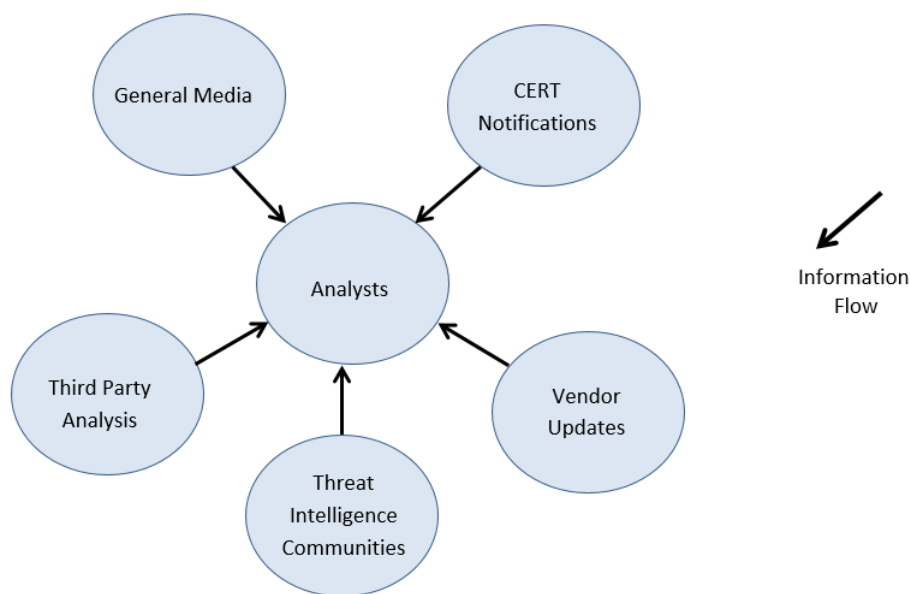 General Media
CERT
Notifications
Analysts
Information
Flow
Third Party
Analysis
Vendor
Updates
Threat
Intelligence
Communities